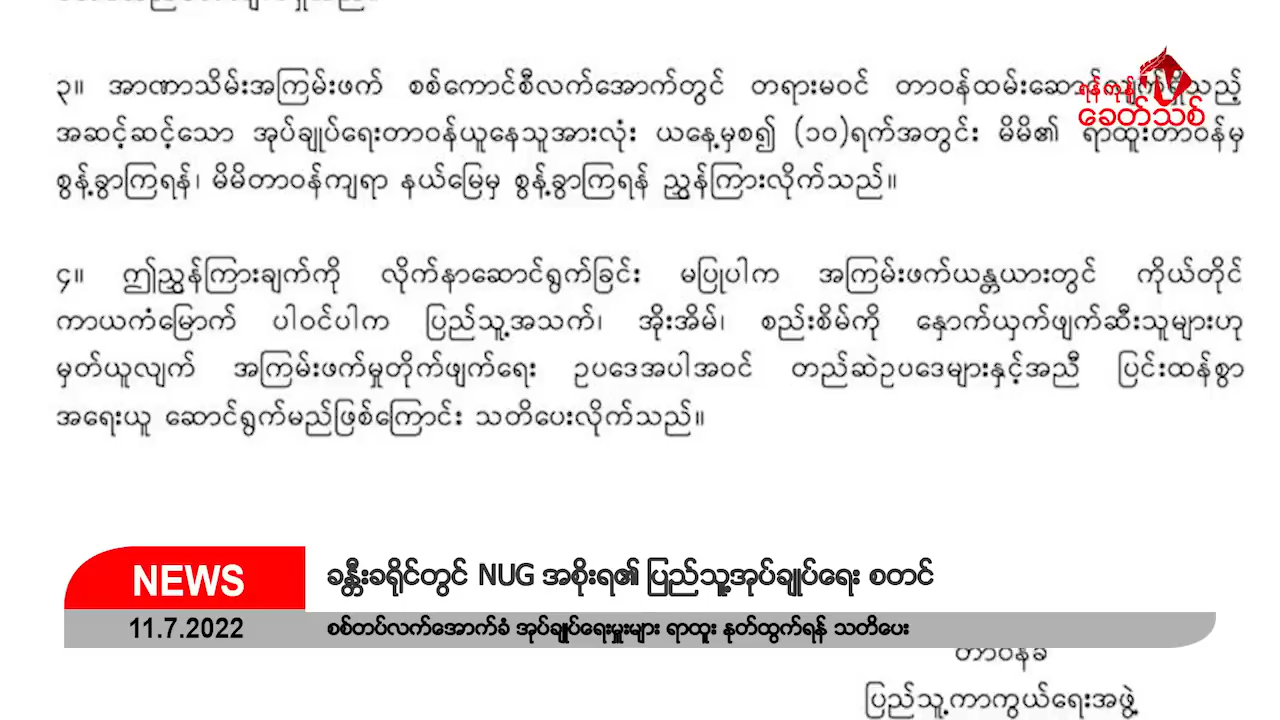 ၃။ အာဏာသိမ်းအကြမ်းဖက် စစ်ကောင်စီလက်အောက်တွင် တရားမဝင် တာဝန်ထမ်းဆောင်လျက်ရှိသည့်
အဆင့်ဆင့်သော အုပ်ချုပ်ရေးတာဝန်ယူနေသူအားလုံး ယနေ့မှစ၍ (၁၀)ရက်အတွင်း မိမိ၏ ရာထူးတာဝန်မှ
စွန့်ခွာကြရန်၊ မိမိတာဝန်ကျရာ နယ်မြေမှ စွန့်ခွာကြရန် ညွှန်ကြားလိုက်သည်။
ရန်ကုန်
ခေတ်သစ်
၄။ ဤညွှန်ကြားချက်ကို လိုက်နာဆောင်ရွက်ခြင်း မပြုပါက အကြမ်းဖက်ယန္တယားတွင် ကိုယ်တိုင်
ကာယကံမြောက် ပါဝင်ပါက ပြည်သူ့အသက်၊ အိုးအိမ်၊ စည်းစိမ်ကို နှောက်ယှက်ဖျက်ဆီးသူများဟု
မှတ်ယူလျက် အကြမ်းဖက်မှုတိုက်ဖျက်ရေး ဥပဒေအပါအဝင် တည်ဆဲဥပဒေများနှင့်အညီ ပြင်းထန်စွာ
အရေးယူ ဆောင်ရွက်မည်ဖြစ်ကြောင်း သတိပေးလိုက်သည်။
NEWS
ခန္တီးခရိုင်တွင် NUG အစိုးရ၏ ပြည်သူ့အုပ်ချုပ်ရေး စတင်
11.7.2022
စစ်တပ်လက်အောက်ခံ အုပ်ချုပ်ရေးမှူးများ ရာထူး နုတ်ထွက်ရန် သတိပေး
တာဝန်ခံ
ပြည်သူ့ကာကွယ်ရေးအဖွဲ့